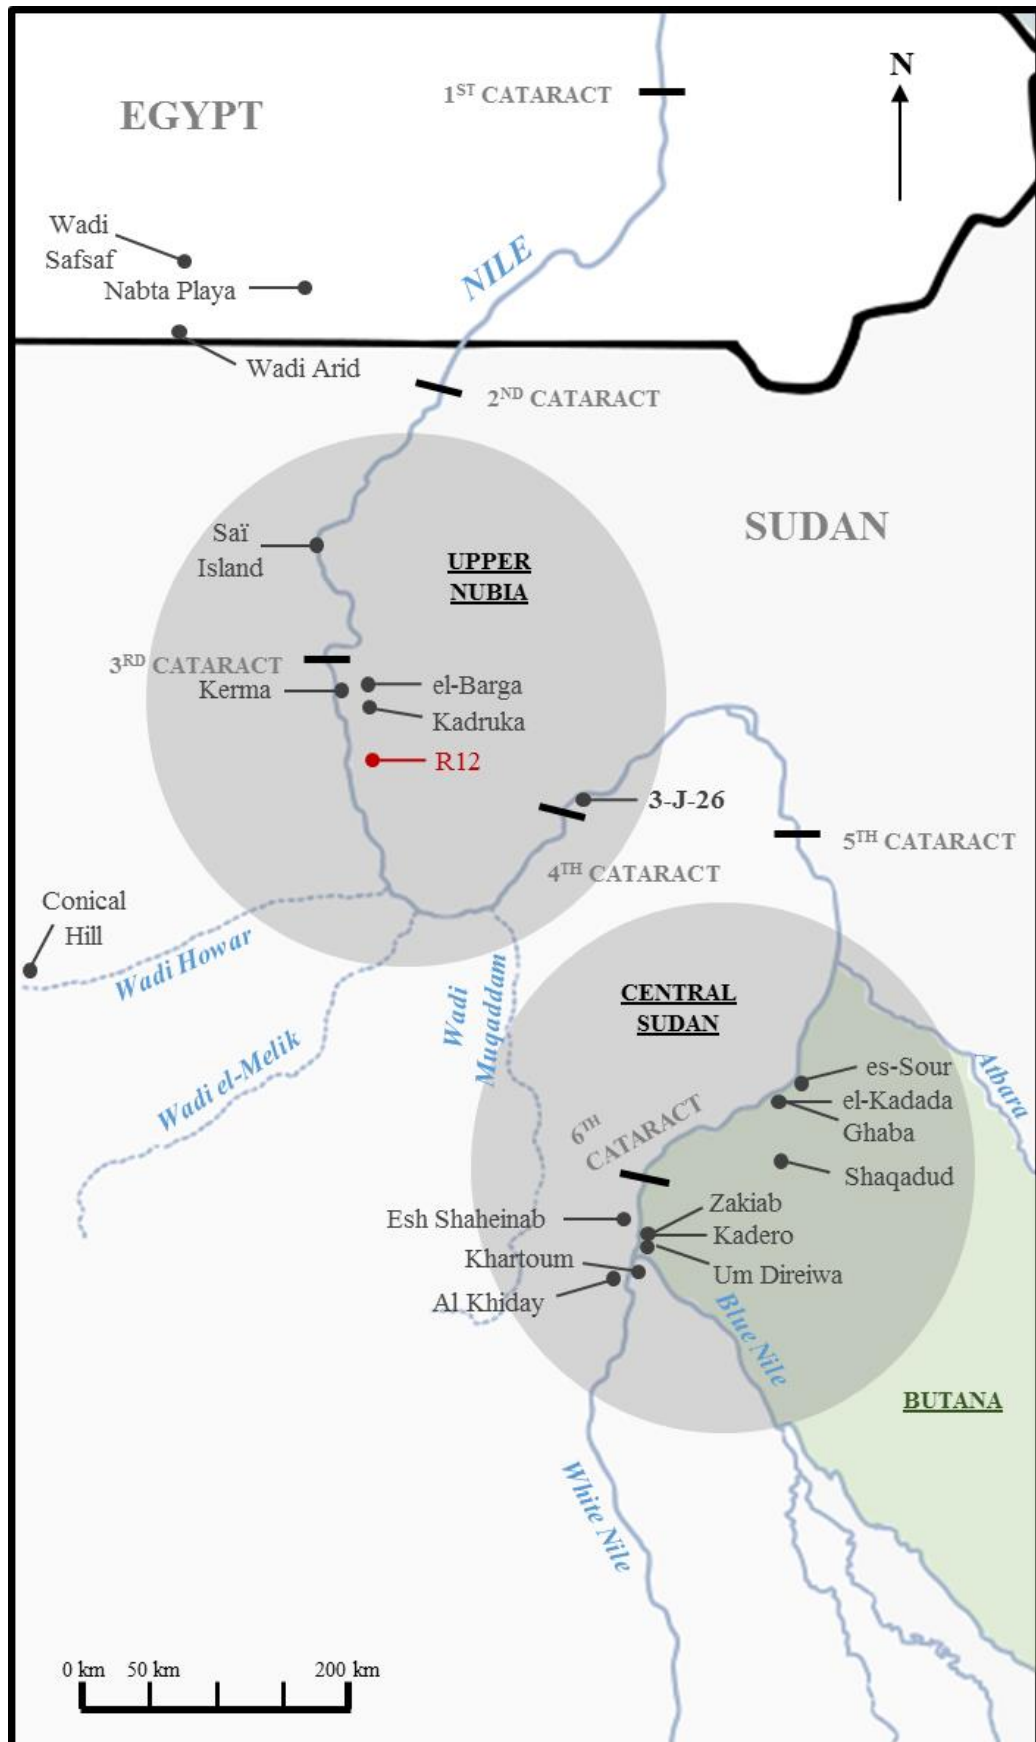 1ST CATARACT
N
EGYPT
Wadi
Safsaf
Nabta Playa
NILE
Wadi Arid
2ND CATARACT
SUDAN
Saï
Island
UPPER
NUBIA
3RD CATARACT
Kerma
el-Barga
Kadruka
R12
3-J-26
5TH CATARACT
4TH CATARACT
Conical
Hill
Wadi Howar
Wadi
Muqaddam
CENTRAL
SUDAN
Wadi el-Melik
Atbara
es-Sour
el-Kadada
Ghaba
6TH
CATARACT
Shaqadud
Esh Shaheinab
Zakiab
Kadero
Khartoum
Um Direiwa
Al Khiday
Blue Nile
BUTANA
White Nile
0 km 50 km 200 km